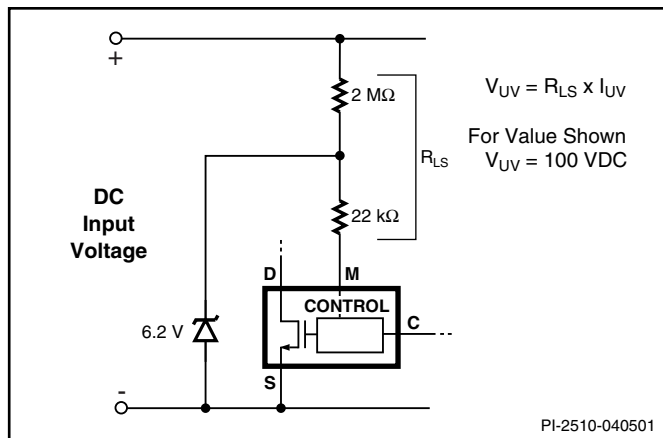 +
2 MΩ
V_UV = R_LS x I_UV
For Value Shown
V_UV = 100 VDC
R_LS
DC
Input
Voltage
22 kΩ
D
M
CONTROL
C
6.2 V
S
-
PI-2510-040501